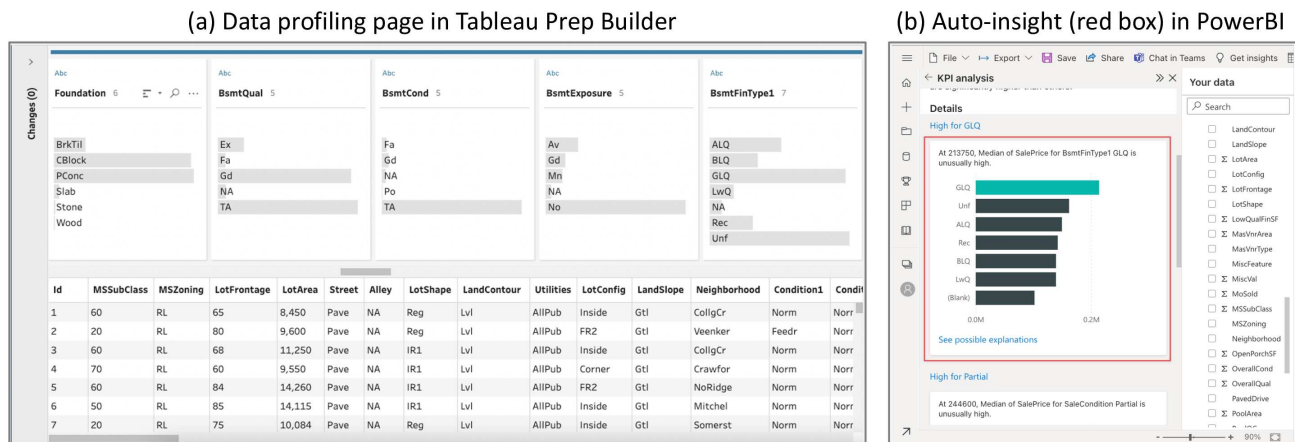 (a) Data profiling page in Tableau Prep Builder
Changes (0)
Abc
Foundation 6
BrkTil
CBlock
PConc
Slab
Stone
Wood
Abc
BsmtQual 5
Ex
Fa
Gd
NA
TA
Abc
BsmtCond 5
Fa
Gd
NA
Po
TA
Abc
BsmtExposure 5
Av
Gd
Mn
NA
No
Abc
BsmtFinType1 7
ALQ
BLQ
GLQ
LwQ
NA
Rec
Unf
Id MSSubClass MSZoning LotFrontage LotArea Street Alley LotShape LandContour Utilities LotConfig LandSlope Neighborhood Condition1 Condit
1 60 RL 65 8,450 Pave NA Reg Lvl AllPub Inside Gtl CollgCr Norm Norr
2 20 RL 80 9,600 Pave NA Reg Lvl AllPub FR2 Gtl Veenker Feedr Norr
3 60 RL 68 11,250 Pave NA IR1 Lvl AllPub Inside Gtl CollgCr Norm Norr
4 70 RL 60 9,550 Pave NA IR1 Lvl AllPub Corner Gtl Crawfor Norm Norr
5 60 RL 84 14,260 Pave NA IR1 Lvl AllPub FR2 Gtl NoRidge Norm Norr
6 50 RL 85 14,115 Pave NA IR1 Lvl AllPub Inside Gtl Mitchel Norm Norr
7 20 RL 75 10,084 Pave NA Reg Lvl AllPub Inside Gtl Somerst Norm Norr
(b) Auto-insight (red box) in PowerBI
File Export Save Share Chat in Teams Get insights
KPI analysis
Details
High for GLQ
At 213750, Median of SalePrice for BsmtFinType1 GLQ is
unusually high.
GLQ
Unf
ALQ
Rec
BLQ
LwQ
(Blank)
0.0M 0.2M
See possible explanations
High for Partial
At 244600, Median of SalePrice for SaleCondition Partial is
unusually high.
Your data
Search
LandContour
LandSlope
Σ LotArea
LotConfig
Σ LotFrontage
LotShape
Σ LowQualFinSF
Σ MasVnrArea
MasVnrType
MiscFeature
Σ MiscVal
Σ MoSold
Σ MSSubClass
MSZoning
Neighborhood
Σ OpenPorchSF
Σ OverallCond
Σ OverallQual
PavedDrive
Σ PoolArea
- + 90%